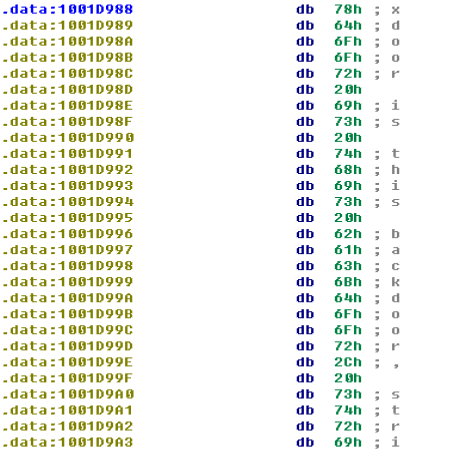 .data:1001D988 db 78h ; x
.data:1001D989 db 64h ; d
.data:1001D98A db 6Fh ; o
.data:1001D98B db 6Fh ; o
.data:1001D98C db 72h ; r
.data:1001D98D db 20h
.data:1001D98E db 69h ; i
.data:1001D98F db 73h ; s
.data:1001D990 db 20h
.data:1001D991 db 74h ; t
.data:1001D992 db 68h ; h
.data:1001D993 db 69h ; i
.data:1001D994 db 73h ; s
.data:1001D995 db 20h
.data:1001D996 db 62h ; b
.data:1001D997 db 61h ; a
.data:1001D998 db 63h ; c
.data:1001D999 db 6Bh ; k
.data:1001D99A db 64h ; d
.data:1001D99B db 6Fh ; o
.data:1001D99C db 6Fh ; o
.data:1001D99D db 72h ; r
.data:1001D99E db 2Ch ; ,
.data:1001D99F db 20h
.data:1001D9A0 db 73h ; s
.data:1001D9A1 db 74h ; t
.data:1001D9A2 db 72h ; r
.data:1001D9A3 db 69h ; i